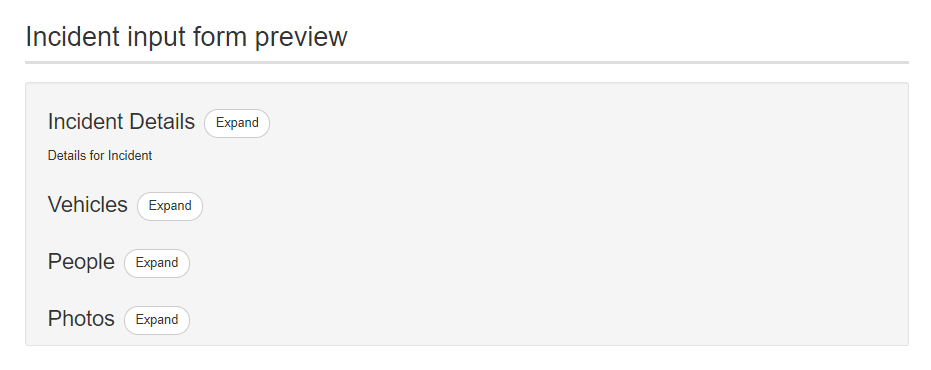 Incident input form preview
Incident Details Expand
Details for Incident
Vehicles Expand
People Expand
Photos Expand